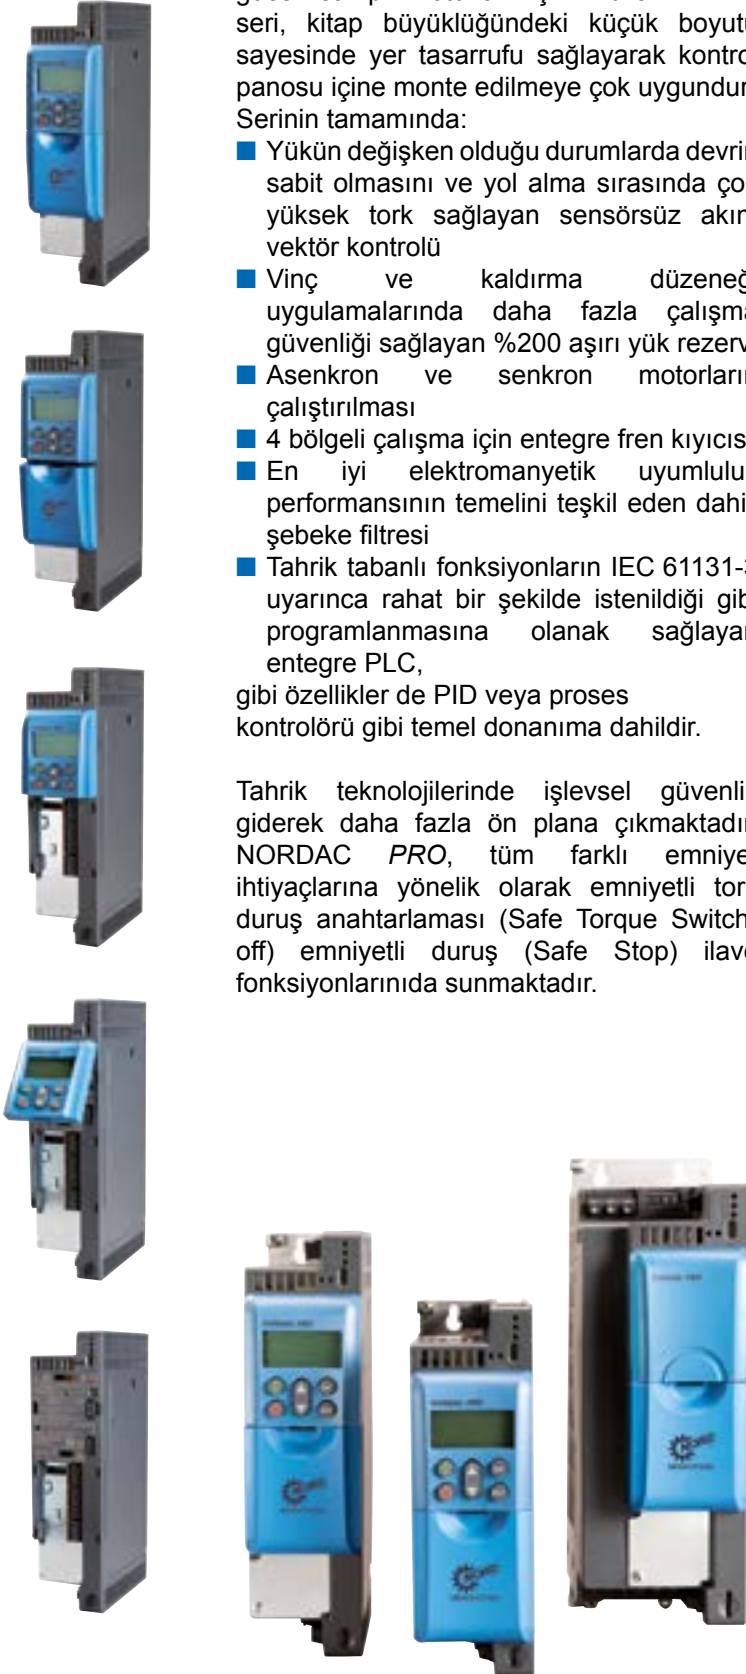 seri, kitap büyüklüğündeki küçük boyutu
sayesinde yer tasarrufu sağlayarak kontro
panosu içine monte edilmeye çok uygundur
Serinin tamamında:
■ Yükün değişken olduğu durumlarda devrin
sabit olmasını ve yol alma sırasında ço
yüksek tork sağlayan sensörsüz akım
vektör kontrolü
■ Vinç ve kaldırma düzeneğ
uygulamalarında daha fazla çalışma
güvenliği sağlayan %200 aşırı yük rezerv
■ Asenkron ve senkron motorların
çalıştırılması
■ 4 bölgeli çalışma için entegre fren kıyıcıs
■ En iyi elektromanyetik uyumlulu
performansının temelini teşkil eden dahi
şebeke filtresi
■ Tahrik tabanlı fonksiyonların IEC 61131-3
uyarınca rahat bir şekilde istenildiği gib
programlanmasına olanak sağlayan
entegre PLC,
gibi özellikler de PID veya proses
kontrolörü gibi temel donanıma dahildir.
Tahrik teknolojilerinde işlevsel güvenli
giderek daha fazla ön plana çıkmaktadır
NORDAC PRO, tüm farklı emniye
ihtiyaçlarına yönelik olarak emniyetli tor
duruş anahtarlaması (Safe Torque Switch
off) emniyetli duruş (Safe Stop) ilave
fonksiyonlarınıda sunmaktadır.